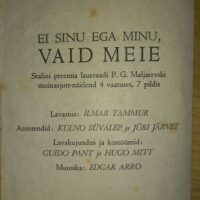 EI SINU EGA MINU,
VAID MEIE
Stalini preemia laureaadi P. G. Maljarevski
muinasjutt-näidend 4 vaatuses, 7 pildis
Lavastus: ILMAR TAMMUR
Assistendid: KULNO SÜVALEP ja JÜRI JÄRVET
Lavakujundus ja kostüümid:
GUIDO PANT ja HUGO MITT
Muusika: EDGAR ARRO